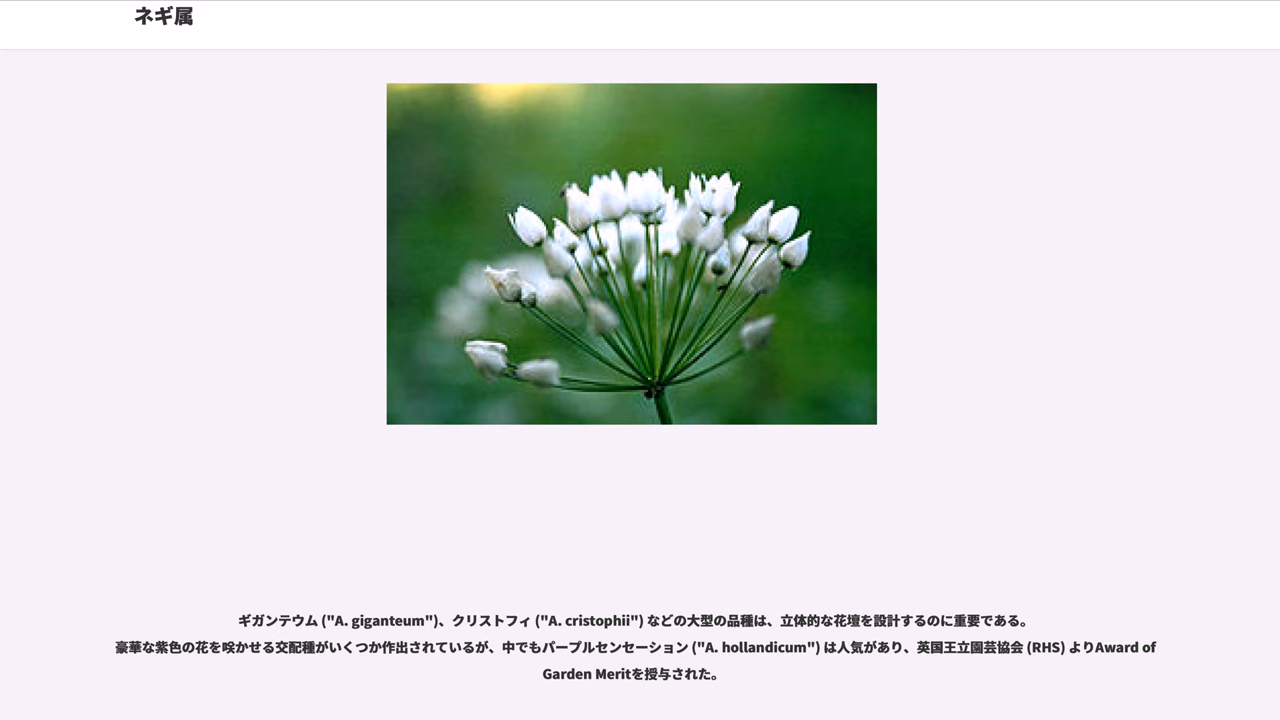 ネギ属
ギガンテウム ("A. giganteum")、クリストフィ ("A. cristophii") などの大型の品種は、立体的な花壇を設計するのに重要である。
豪華な紫色の花を咲かせる交配種がいくつか作出されているが、中でもパープルセンセーション ("A. hollandicum") は人気があり、英国王立園芸協会 (RHS) よりAward of
Garden Meritを授与された。